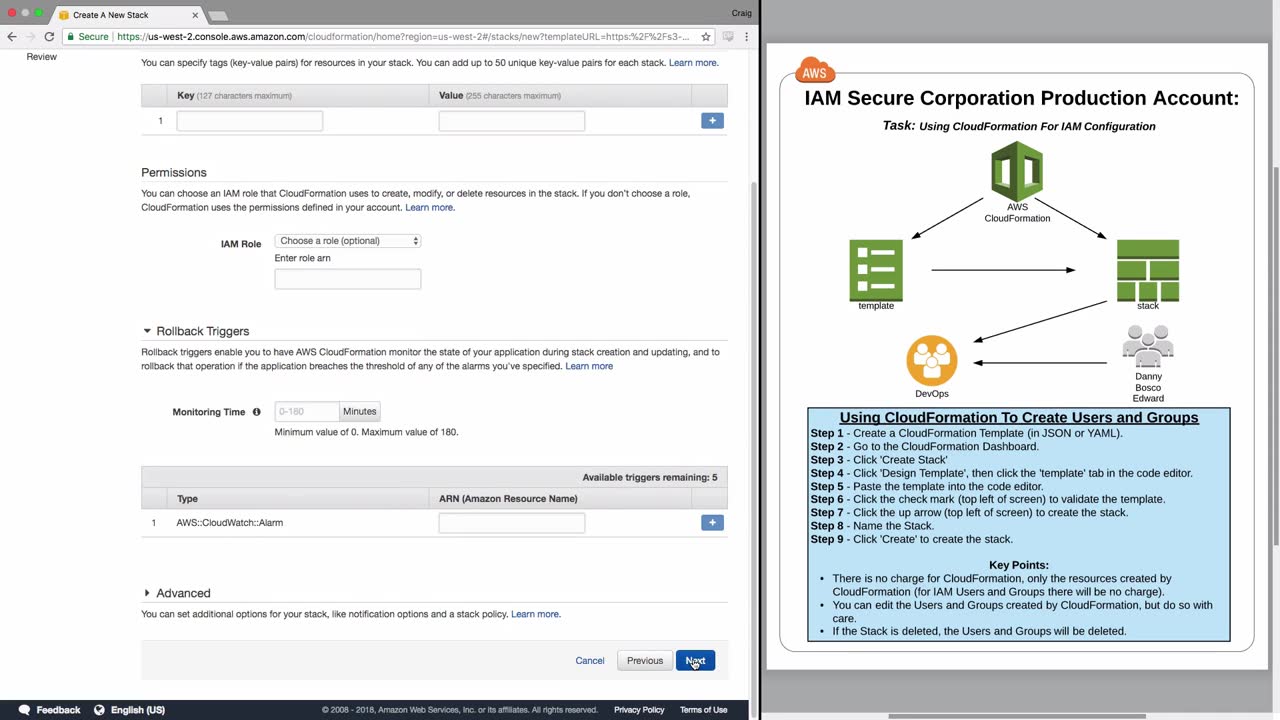 Create A New Stack
Craig
Secure
https://us-west-2.console.aws.amazon.com/cloudformation/home?region=us-west-2#/stacks/new?templateURL=https:%2F%2Fs3-...
Review
You can specify tags (key-value pairs) for resources in your stack. You can add up to 50 unique key-value pairs for each stack. Learn more.
Key (127 characters maximum)
Value (255 characters maximum)
1
+
Permissions
You can choose an IAM role that CloudFormation uses to create, modify, or delete resources in the stack. If you don't choose a role,
CloudFormation uses the permissions defined in your account. Learn more.
IAM Role
Choose a role (optional)
Enter role arn
Rollback Triggers
Rollback triggers enable you to have AWS CloudFormation monitor the state of your application during stack creation and updating, and to
rollback that operation if the application breaches the threshold of any of the alarms you've specified. Learn more
Monitoring Time
0-180
Minutes
Minimum value of 0. Maximum value of 180.
Available triggers remaining: 5
Type
ARN (Amazon Resource Name)
1
AWS::CloudWatch::Alarm
+
Advanced
You can set additional options for your stack, like notification options and a stack policy. Learn more.
Cancel
Previous
Next
Feedback
English (US)
© 2008 - 2018, Amazon Web Services, Inc. or its affiliates. All rights reserved.
Privacy Policy
Terms of Use
AWS
IAM Secure Corporation Production Account:
Task: Using CloudFormation For IAM Configuration
AWS
CloudFormation
template
stack
DevOps
Danny
Bosco
Edward
Using CloudFormation To Create Users and Groups
Step 1 - Create a CloudFormation Template (in JSON or YAML).
Step 2 - Go to the CloudFormation Dashboard.
Step 3 - Click 'Create Stack'
Step 4 - Click 'Design Template', then click the 'template' tab in the code editor.
Step 5 - Paste the template into the code editor.
Step 6 - Click the check mark (top left of screen) to validate the template.
Step 7 - Click the up arrow (top left of screen) to create the stack.
Step 8 - Name the Stack.
Step 9 - Click 'Create' to create the stack.
Key Points:
• There is no charge for CloudFormation, only the resources created by
CloudFormation (for IAM Users and Groups there will be no charge).
• You can edit the Users and Groups created by CloudFormation, but do so with
care.
• If the Stack is deleted, the Users and Groups will be deleted.